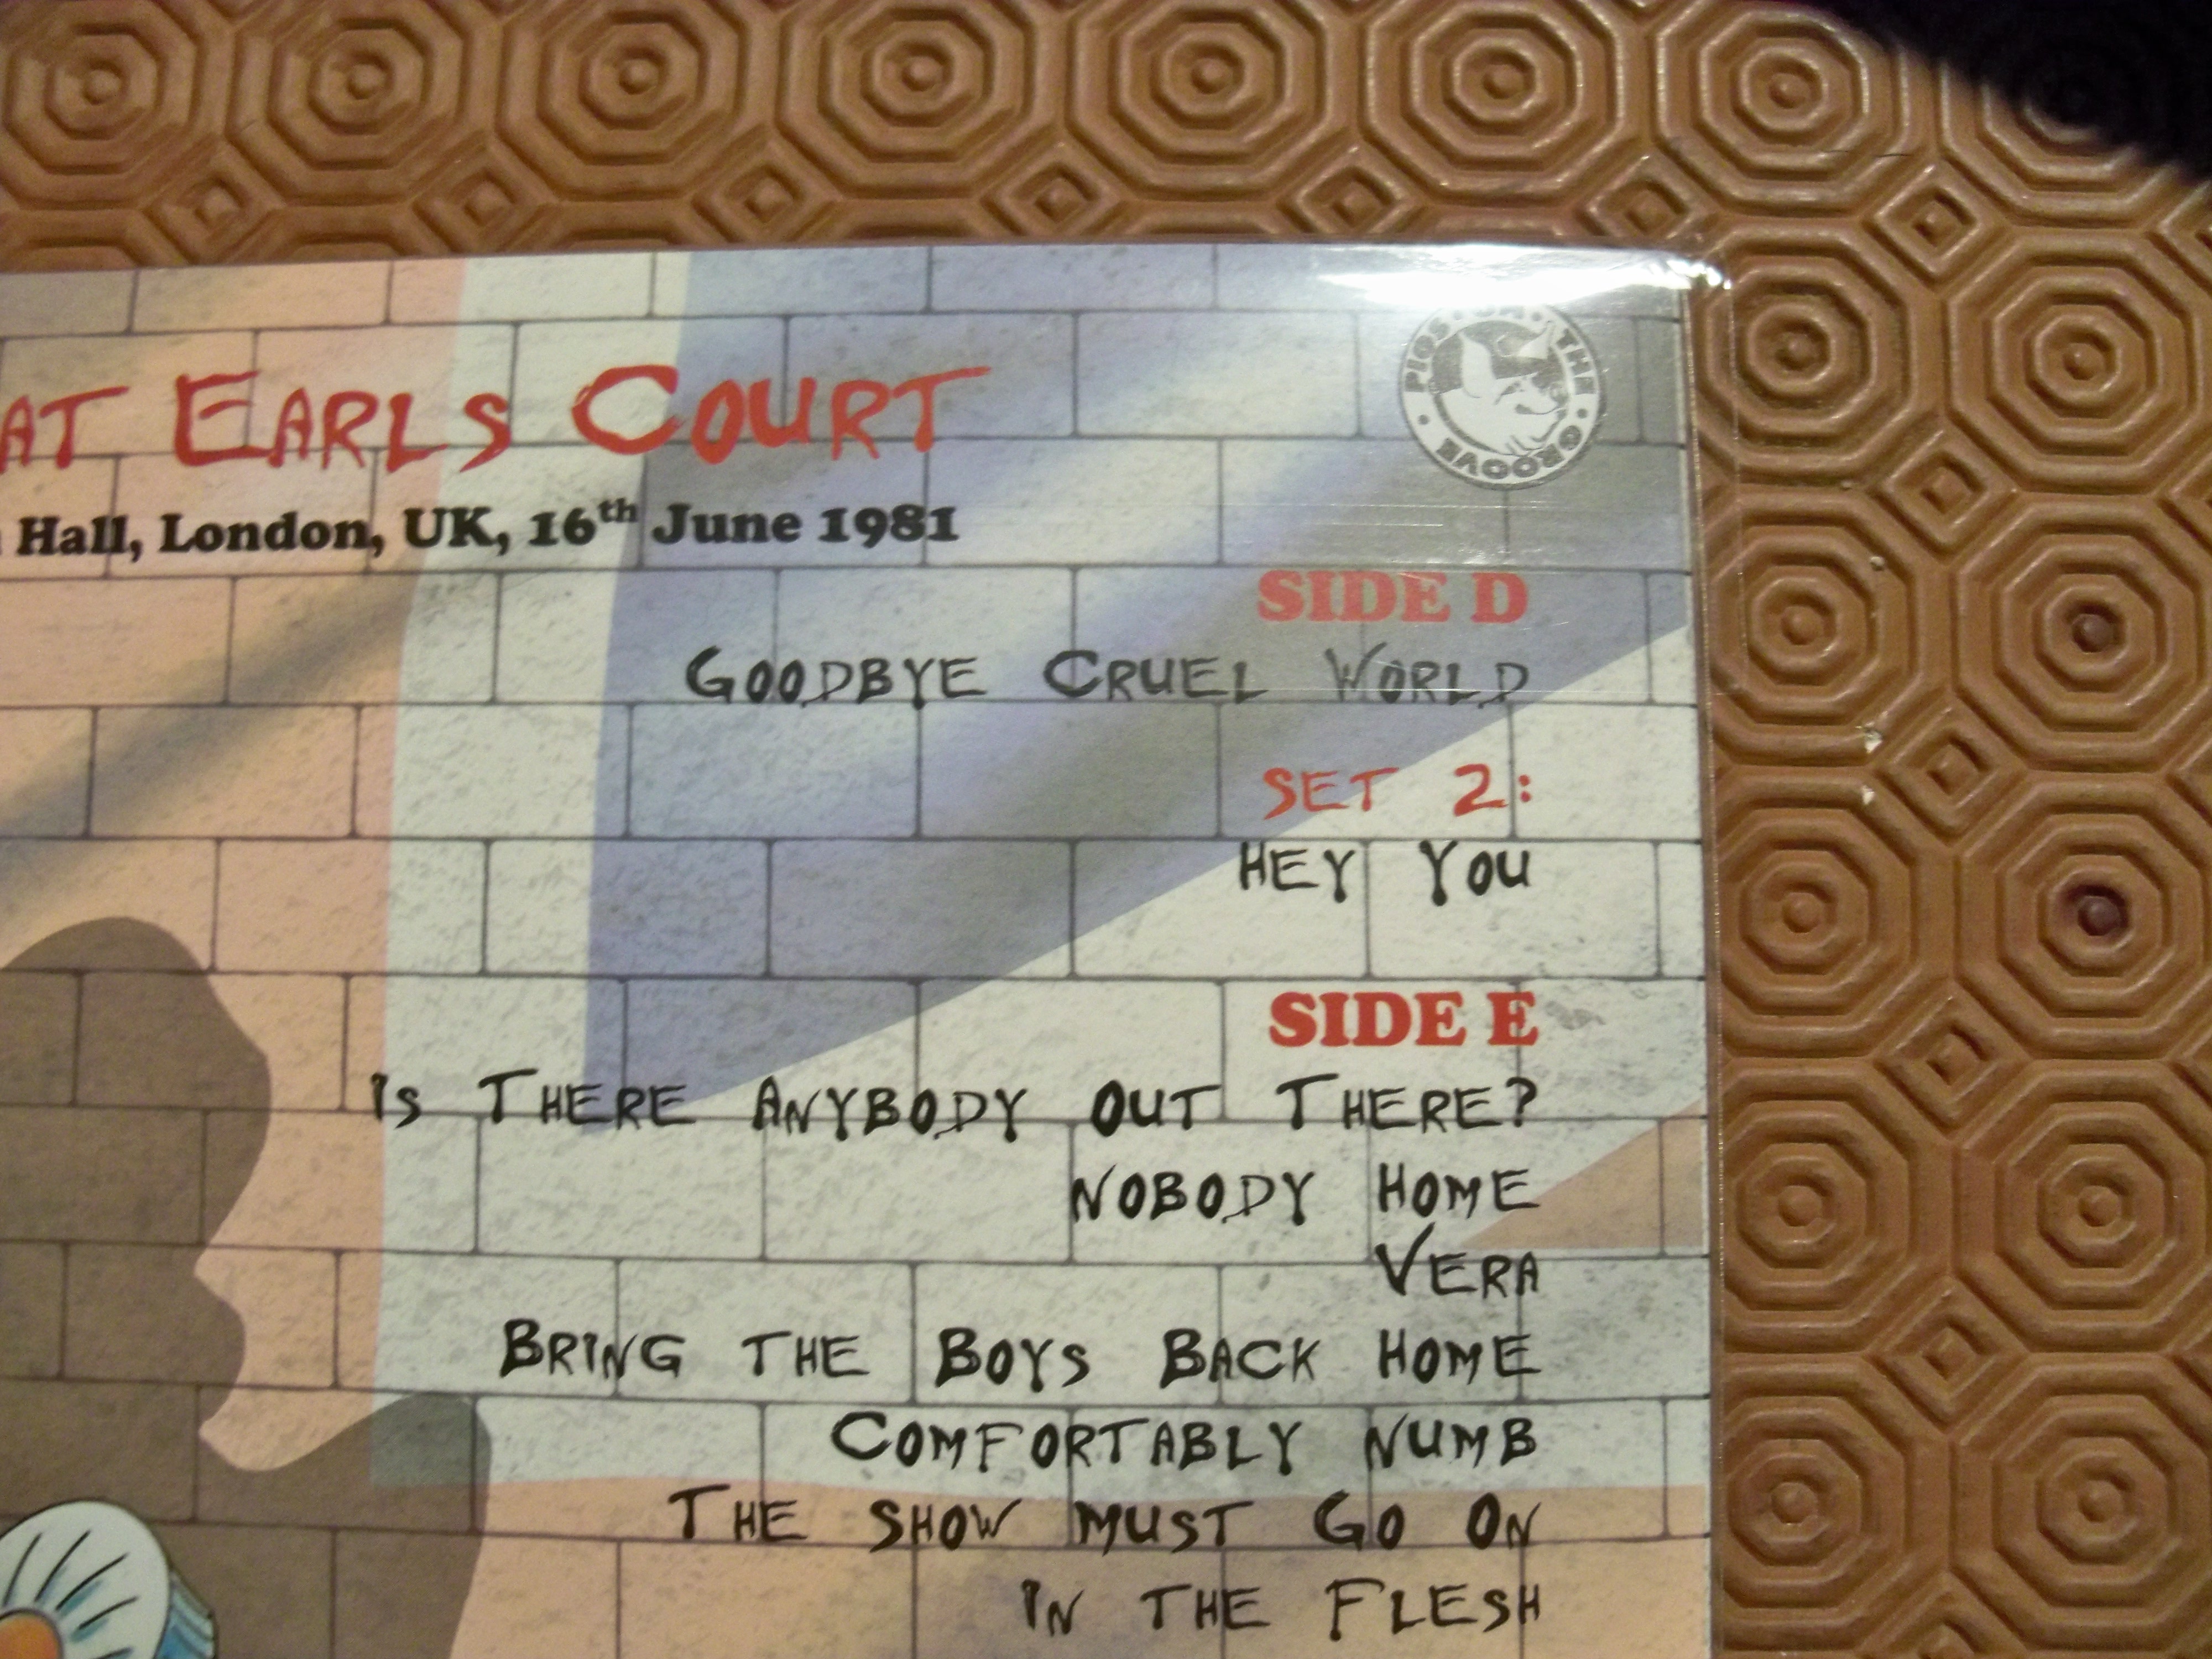 AT EARLS COURT
Hall, London, UK, 16th June 1981
PIGS • ON • THE • GROOVE •
SIDE D
GOODBYE CRUEL WORLD
SET 2:
HEY YOU
SIDE E
IS THERE ANYBODY OUT THERE?
NOBODY HOME
VERA
BRING THE BOYS BACK HOME
COMFORTABLY NUMB
THE SHOW MUST GO ON
IN THE FLESH